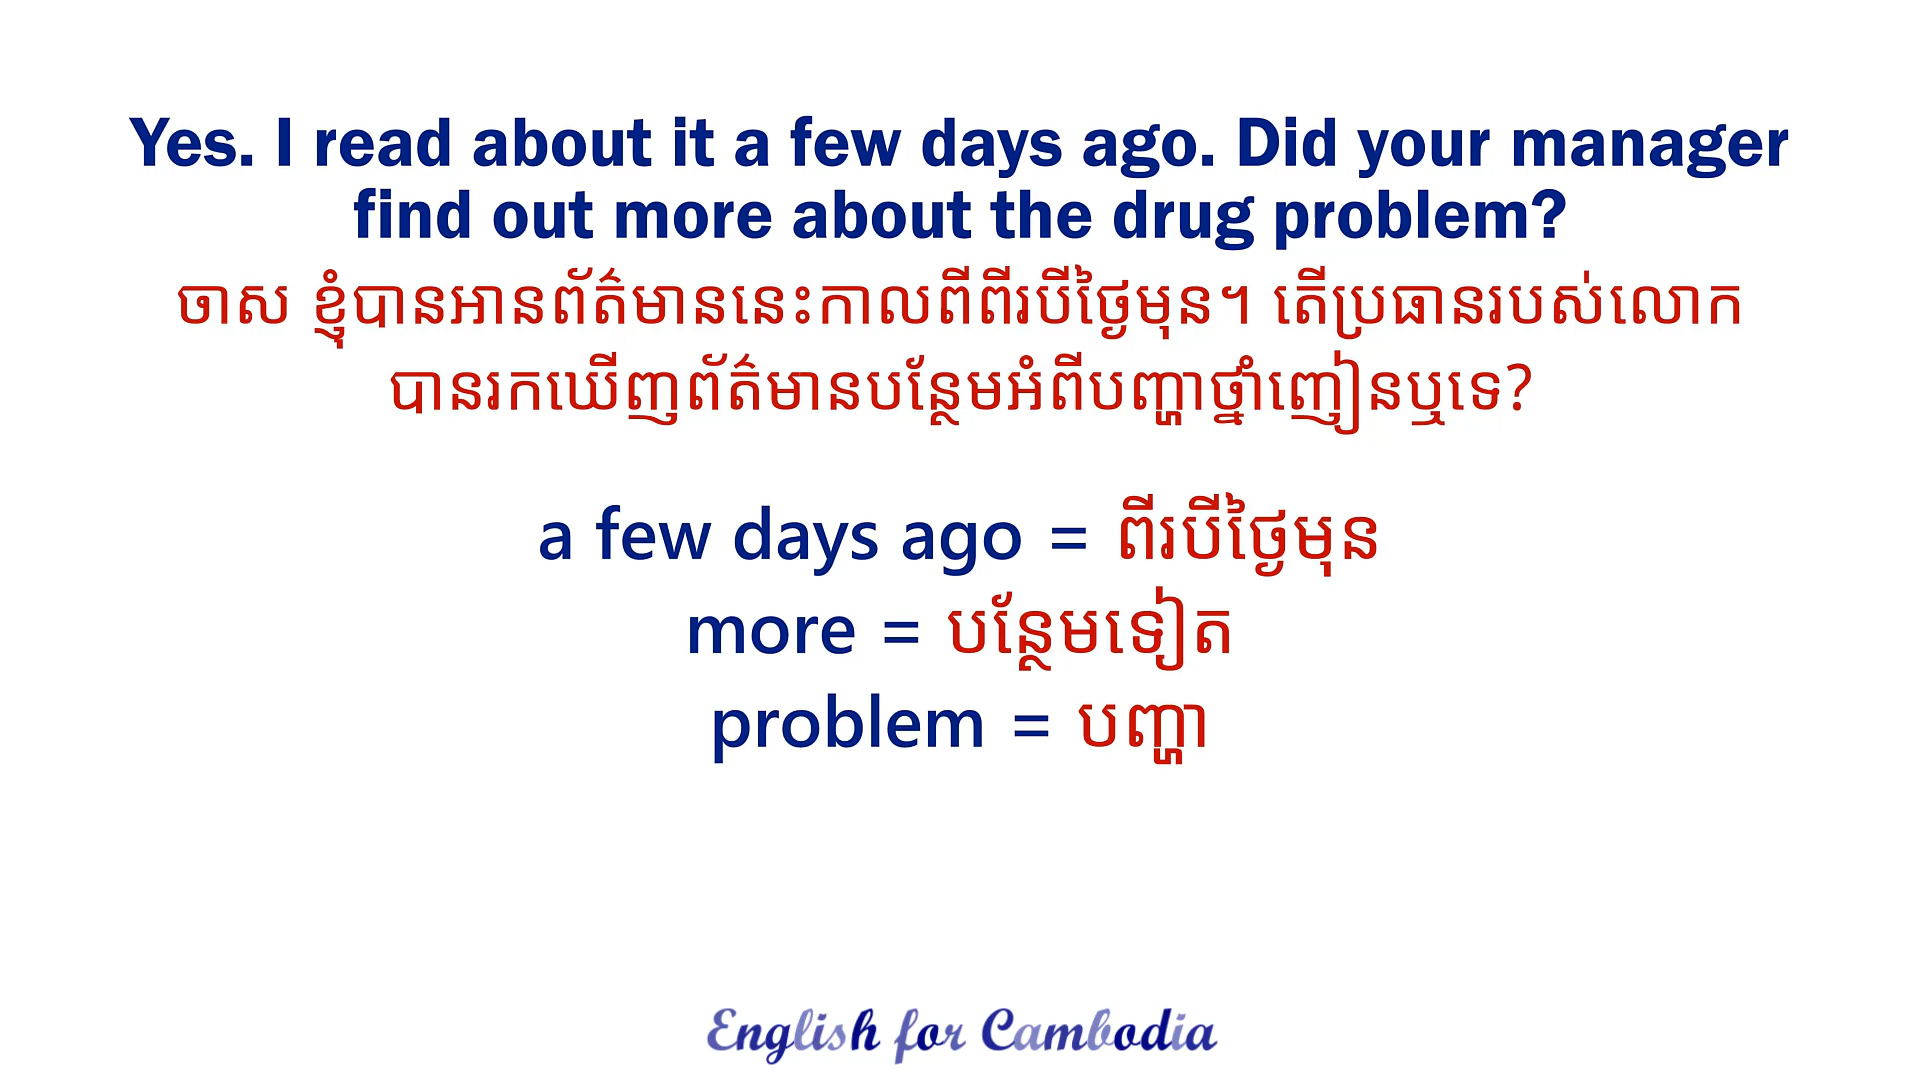 Yes. I read about it a few days ago. Did your manager
find out more about the drug problem?
ចាស ខ្ញុំបានអានព័ត៌មាននេះកាលពីពីរបីថ្ងៃមុន។ តើប្រធានរបស់លោក
បានរកឃើញព័ត៌មានបន្ថែមអំពីបញ្ហាថ្នាំញៀនឬទេ?
a few days ago = ពីរបីថ្ងៃមុន
more = បន្ថែមទៀត
problem = បញ្ហា
English for Cambodia